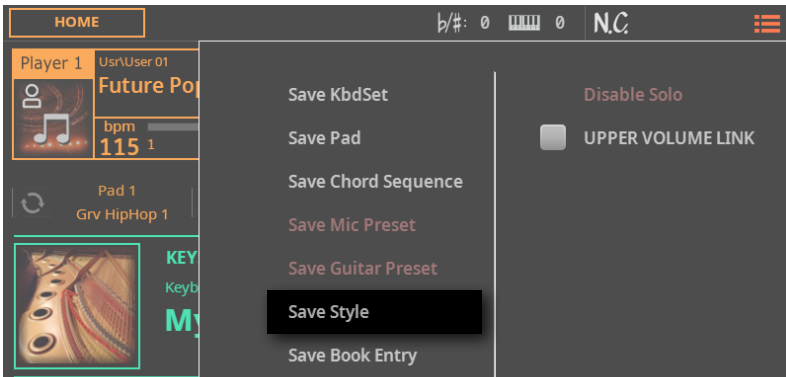 HOME
b/#: 0
0
N.C.
Player 1
Usr\User 01
Future Pop
bpm
115 1
Pad 1
Grv HipHop 1
KEY
Keyb
My
Save KbdSet
Save Pad
Save Chord Sequence
Save Mic Preset
Save Guitar Preset
Save Style
Save Book Entry
Disable Solo
UPPER VOLUME LINK